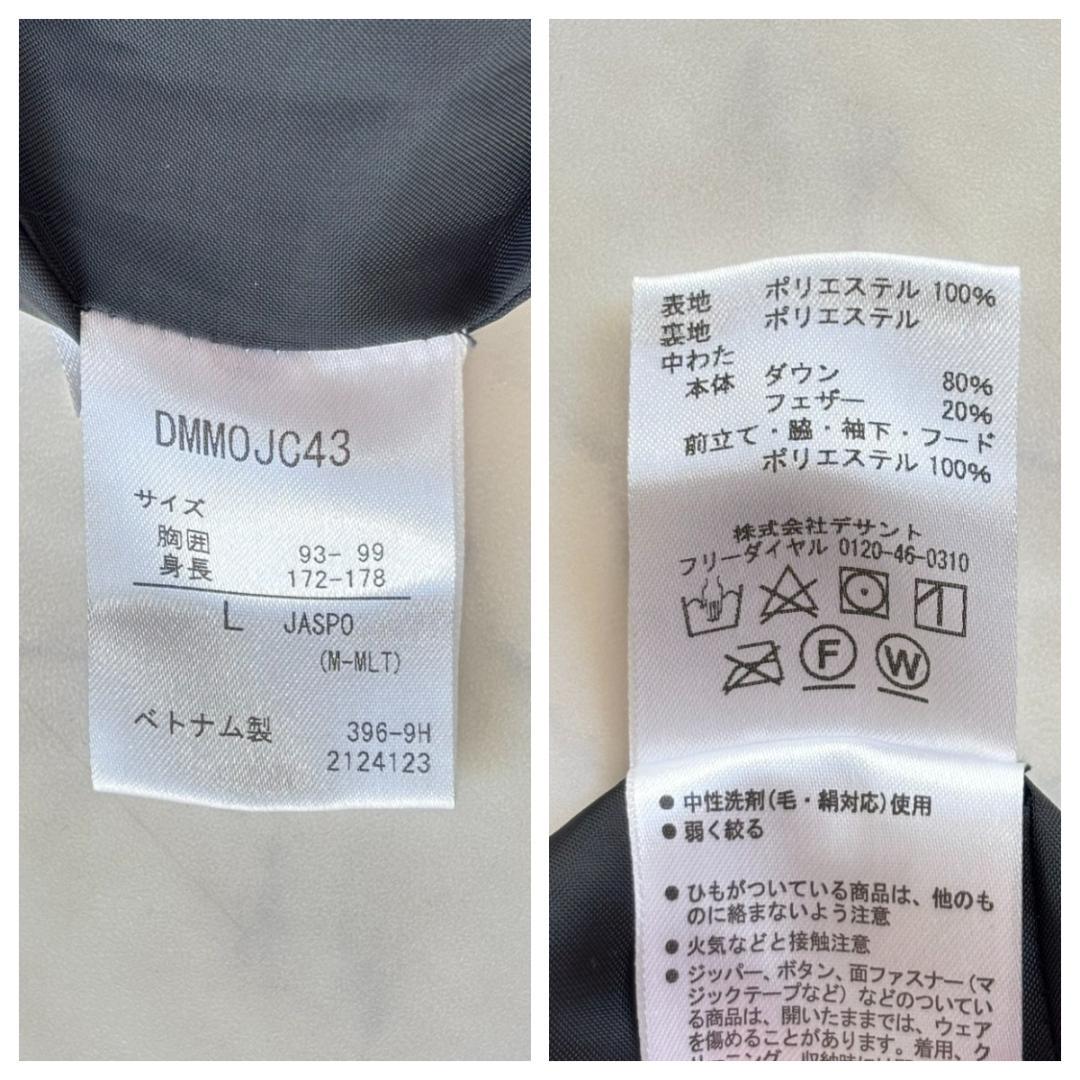 DMMOJC43
サイズ
胸囲 93- 99
身長 172-178
L JASPO
(M-MLT)
ベトナム製 396-9H
2124123
表地 ポリエステル 100%
裏地 ポリエステル
中わた
本体 ダウン 80%
フェザー 20%
前立て・脇・袖下・フード
ポリエステル 100%
株式会社デサント
フリーダイヤル 0120-46-0310
F W
● 中性洗剤(毛・絹対応)使用
● 弱く絞る
● ひもがついている商品は、他のも
のに絡まないよう注意
● 火気などと接触注意
● ジッパー、ボタン、面ファスナー(マ
ジックテープなど) などのついてい
る商品は、開いたままでは、ウェア
を傷めることがあります。着用、ク